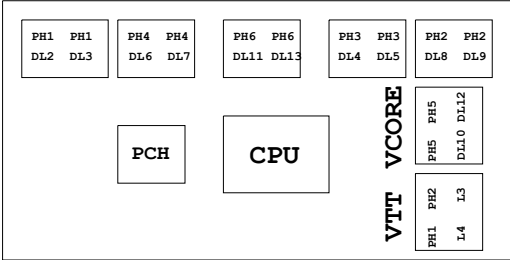 PH1 PH1
DL2 DL3
PH4 PH4
DL6 DL7
PH6 PH6
DL11 DL13
PH3 PH3
DL4 DL5
PH2 PH2
DL8 DL9
PCH
CPU
VCORE
PH5 PH5
DL10 DL12
VTT
PH1 PH2
L4 L3